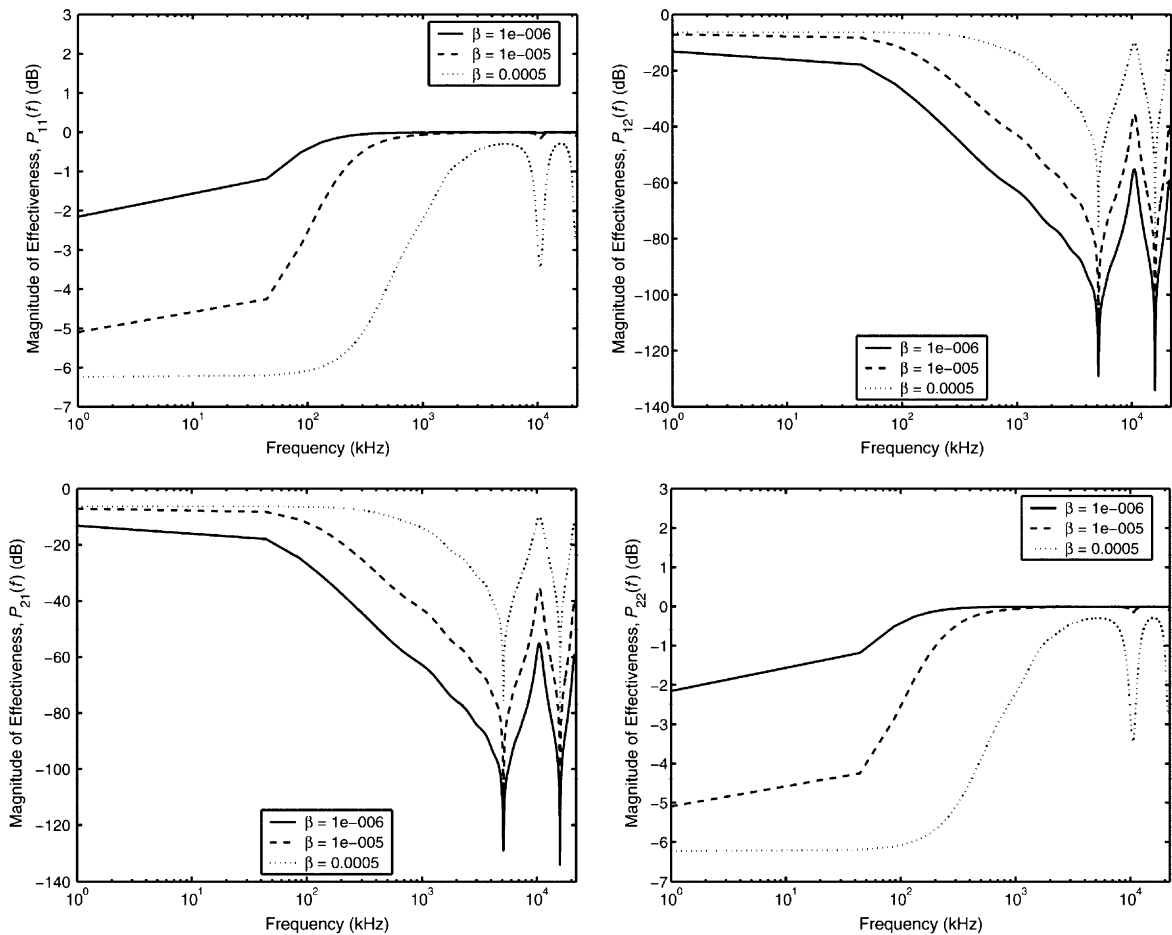 3
2
1
0
−1
−2
−3
−4
−5
−6
−7
Magnitude of Effectiveness, P11(f) (dB)
β = 1e−006
β = 1e−005
β = 0.0005
10^0
10^1
10^2
10^3
10^4
Frequency (kHz)
0
−20
−40
−60
−80
−100
−120
−140
Magnitude of Effectiveness, P12(f) (dB)
β = 1e−006
β = 1e−005
β = 0.0005
10^0
10^1
10^2
10^3
10^4
Frequency (kHz)
0
−20
−40
−60
−80
−100
−120
−140
Magnitude of Effectiveness, P21(f) (dB)
β = 1e−006
β = 1e−005
β = 0.0005
10^0
10^1
10^2
10^3
10^4
Frequency (kHz)
3
2
1
0
−1
−2
−3
−4
−5
−6
−7
Magnitude of Effectiveness, P22(f) (dB)
β = 1e−006
β = 1e−005
β = 0.0005
10^0
10^1
10^2
10^3
10^4
Frequency (kHz)